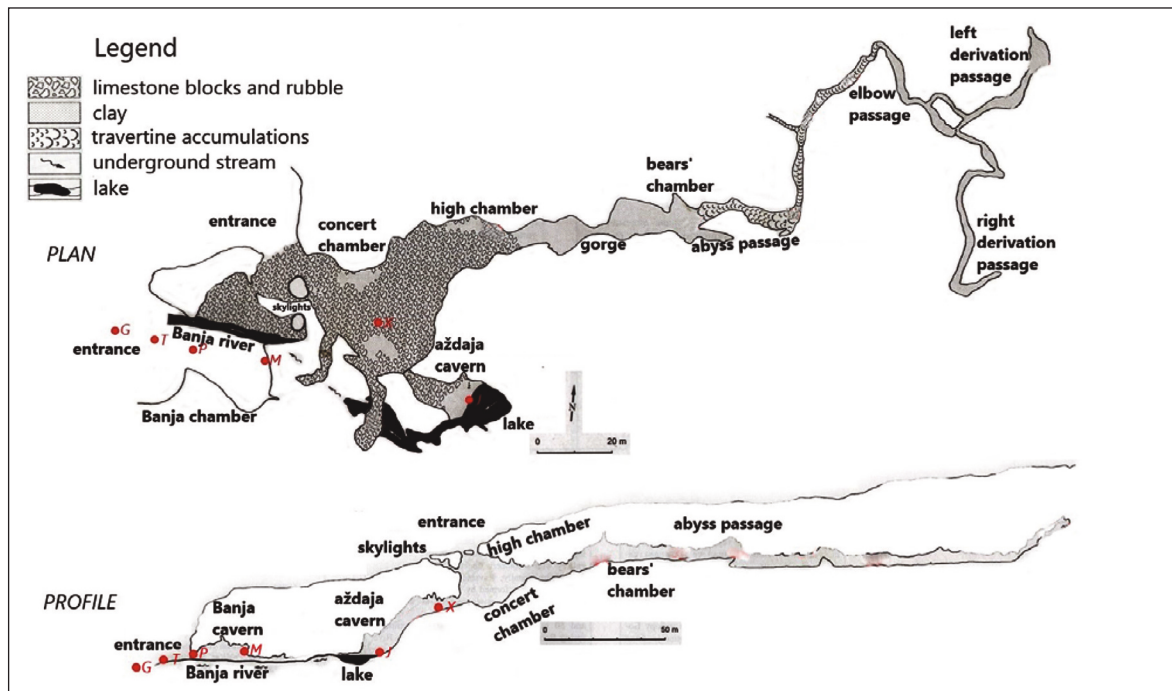 Legend
limestone blocks and rubble
clay
travertine accumulations
underground stream
lake
PLAN
entrance
concert
chamber
high chamber
gorge
bears'
chamber
abyss passage
elbow
passage
left
derivation
passage
right
derivation
passage
skylights
Banja river
entrance
G
T
P
M
X
Banja chamber
aždaja
cavern
J
lake
N
0 20 m
PROFILE
entrance
skylights
high chamber
abyss passage
bears'
chamber
concert
chamber
aždaja
cavern
X
Banja
cavern
entrance
G
T
P
M
J
Banja river
lake
0 50 m